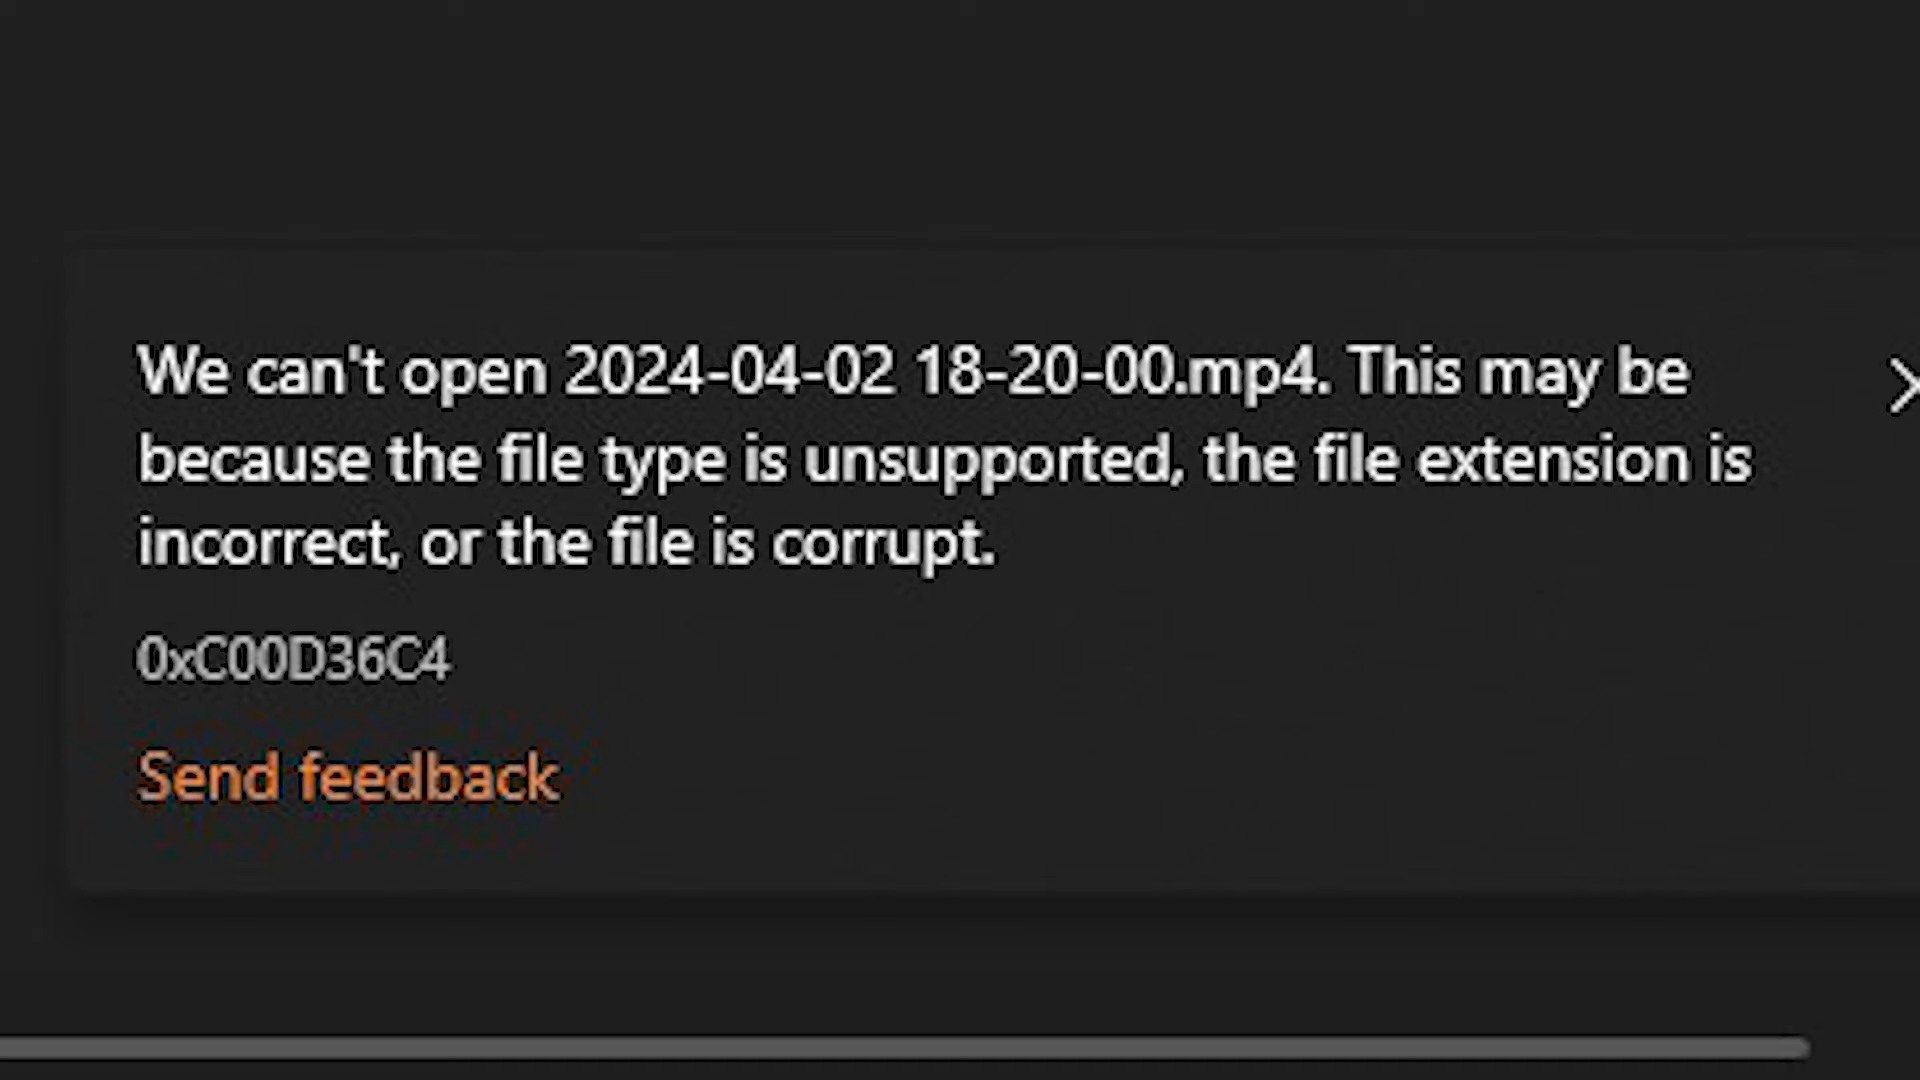 We can't open 2024-04-02 18-20-00.mp4. This may be
because the file type is unsupported, the file extension is
incorrect, or the file is corrupt.
0xC00D36C4
Send feedback